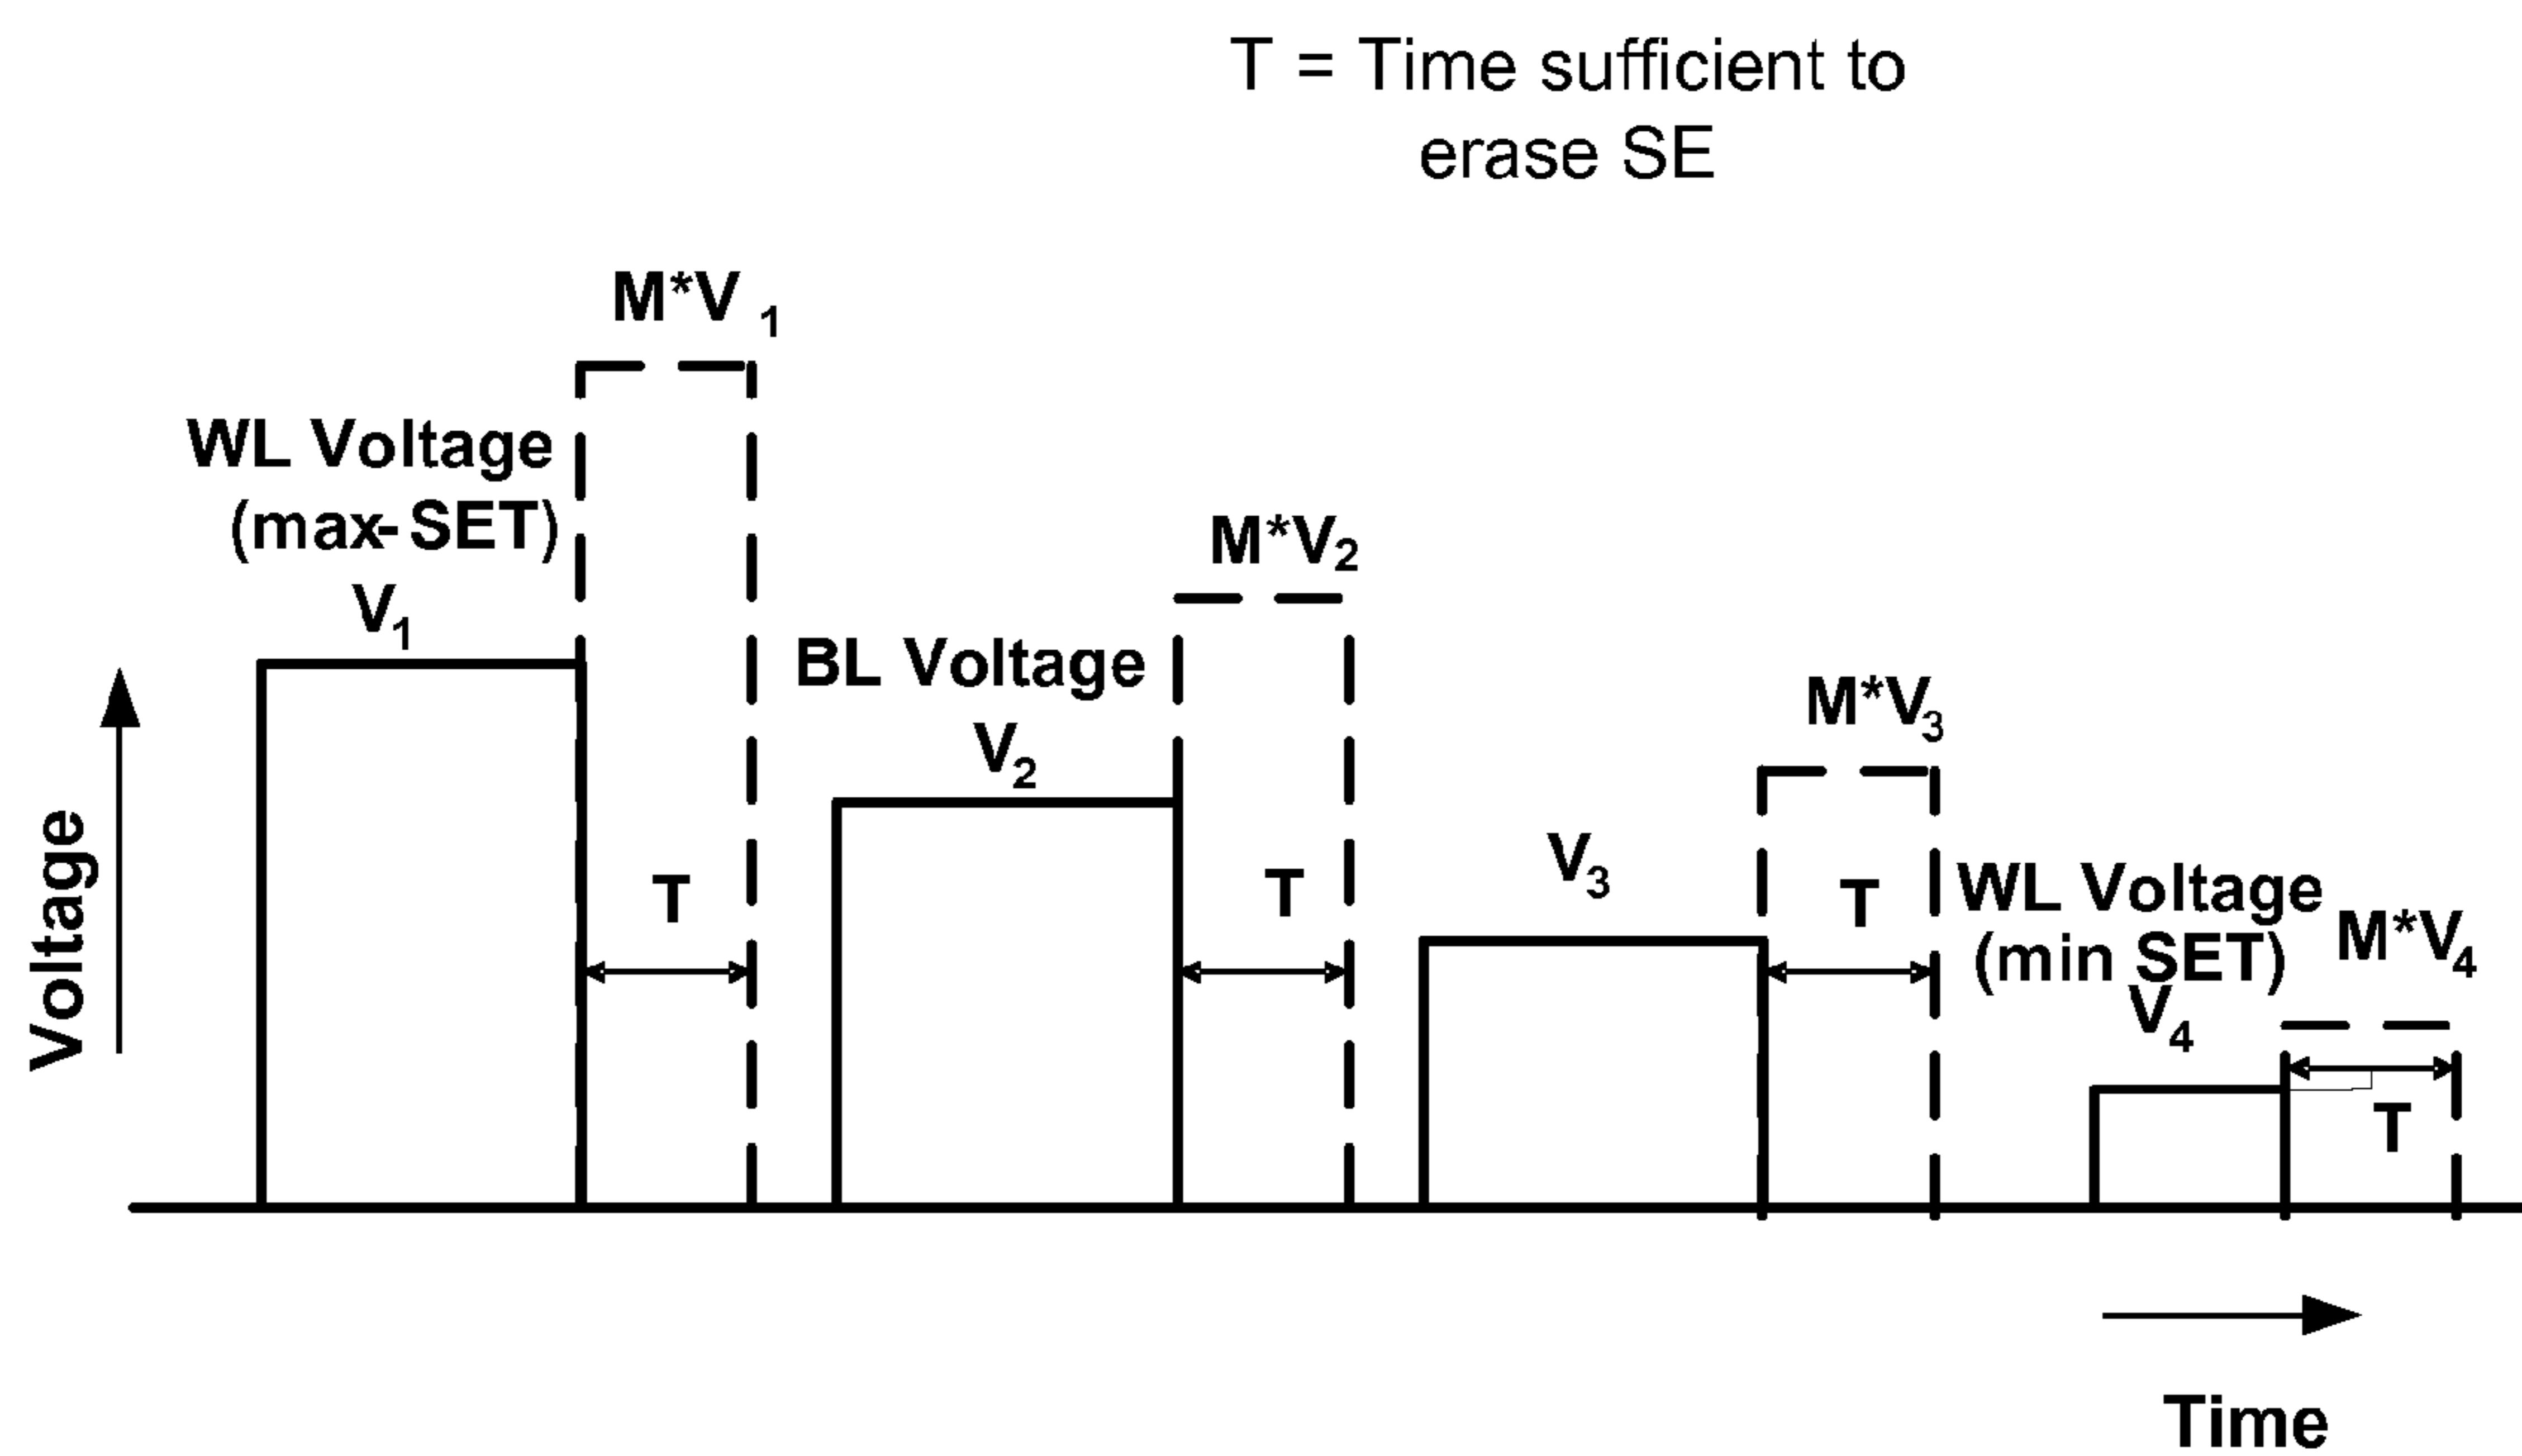 T = Time sufficient to
erase SE
M*V 1
WL Voltage
(max-SET)
V1
M*V2
BL Voltage
V2
M*V3
V3
WL Voltage
(min SET)
V4
M*V4
T
T
T
T
Voltage
Time